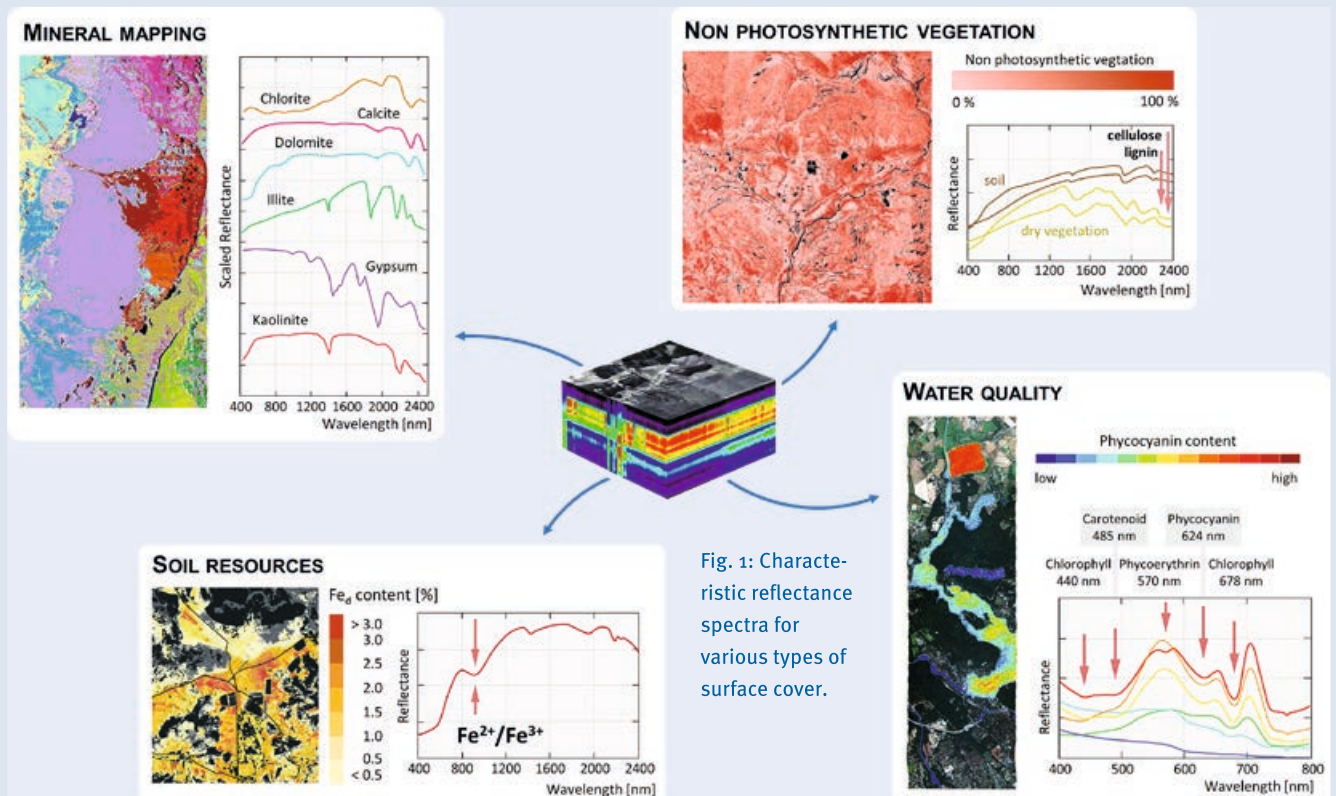 MINERAL MAPPING
Chlorite
Calcite
Dolomite
Illite
Gypsum
Kaolinite
Scaled Reflectance
400 800 1200 1600 2000 2400
Wavelength [nm]
NON PHOTOSYNTHETIC VEGETATION
Non photosynthetic vegtation
0 % 100 %
cellulose
lignin
soil
dry vegetation
Reflectance
400 800 1200 1600 2000 2400
Wavelength [nm]
SOIL RESOURCES
Fed content [%]
> 3.0
3.0
2.5
2.0
1.5
1.0
0.5
< 0.5
Reflectance
Fe2+/Fe3+
400 800 1200 1600 2000 2400
Wavelength [nm]
Fig. 1: Characte-
ristic reflectance
spectra for
various types of
surface cover.
WATER QUALITY
Phycocyanin content
low high
Carotenoid Phycocyanin
485 nm 624 nm
Chlorophyll Phycoerythrin Chlorophyll
440 nm 570 nm 678 nm
Reflectance
400 500 600 700 800
Wavelength [nm]